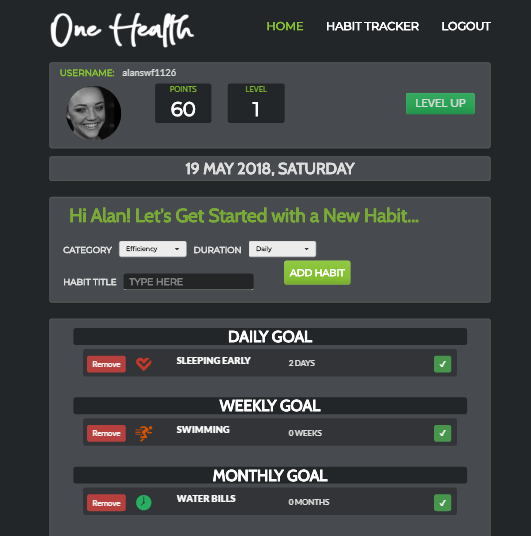 One Health
HOME HABIT TRACKER LOGOUT
USERNAME: alanswf1126
POINTS LEVEL
60 1
LEVEL UP
19 MAY 2018, SATURDAY
Hi Alan! Let's Get Started with a New Habit...
CATEGORY Efficiency DURATION Daily
HABIT TITLE TYPE HERE ADD HABIT
DAILY GOAL
Remove SLEEPING EARLY 2 DAYS
WEEKLY GOAL
Remove SWIMMING 0 WEEKS
MONTHLY GOAL
Remove WATER BILLS 0 MONTHS